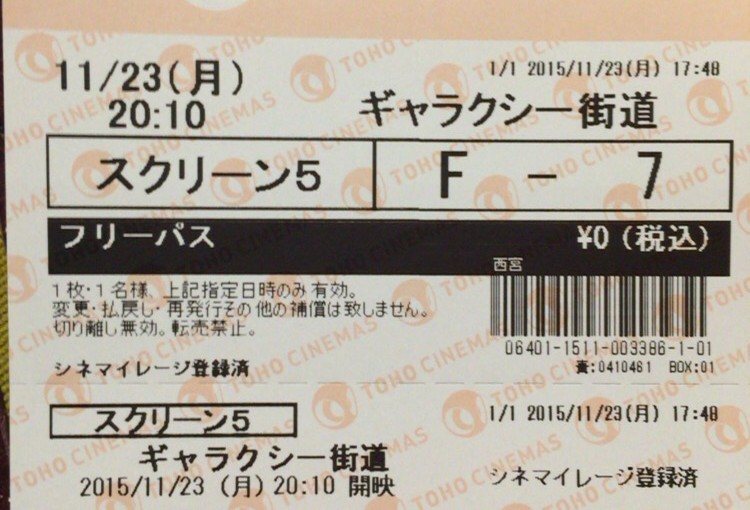 1/1 2015/11/23(月) 17:48
11/23(月)
20:10
ギャラクシー街道
スクリーン5
F - 7
フリーパス ¥0 (税込)
西宮
1枚・1名様、上記指定日時のみ有効。
変更・払戻し・再発行その他の補償は致しません。
切り離し無効。転売禁止。
06401-1511-003386-1-01
シネマイレージ登録済
BOX:01
スクリーン5
1/1 2015/11/23(月) 17:48
ギャラクシー街道
2015/11/23 (月) 20:10 開映
シネマイレージ登録済
TOHO CINEMAS